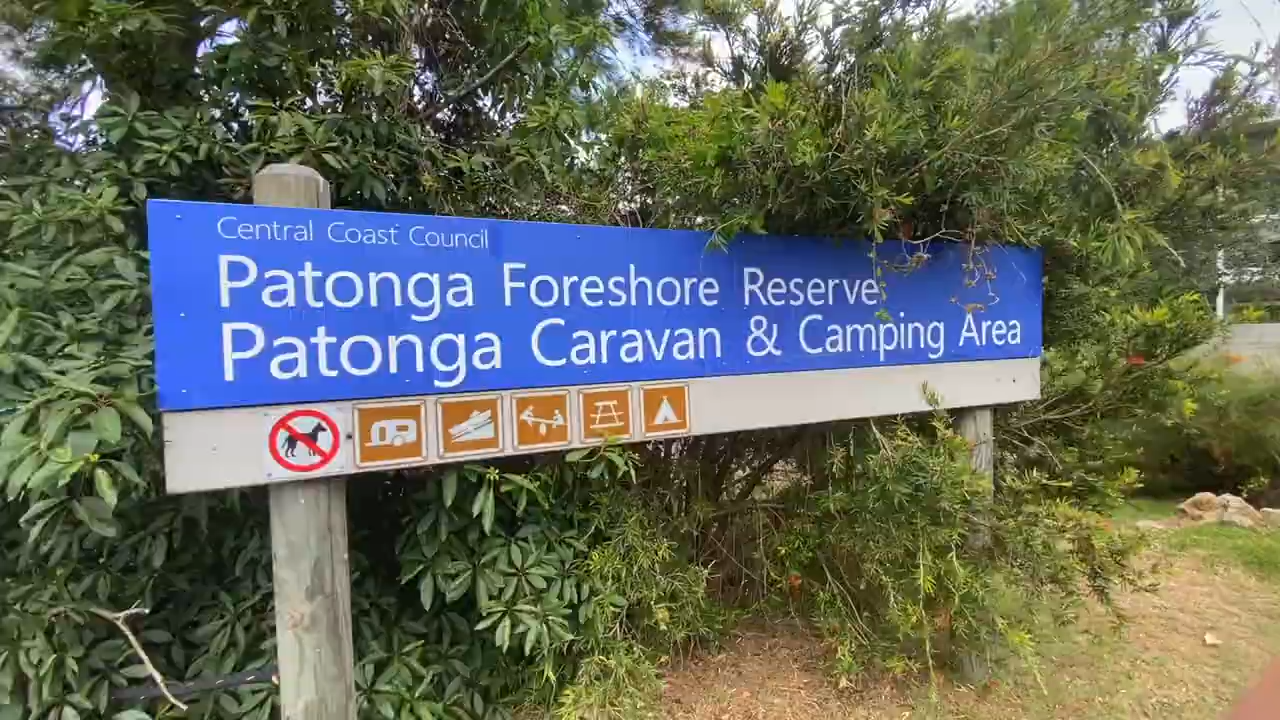 Central Coast Council
Patonga Foreshore Reserve
Patonga Caravan & Camping Area